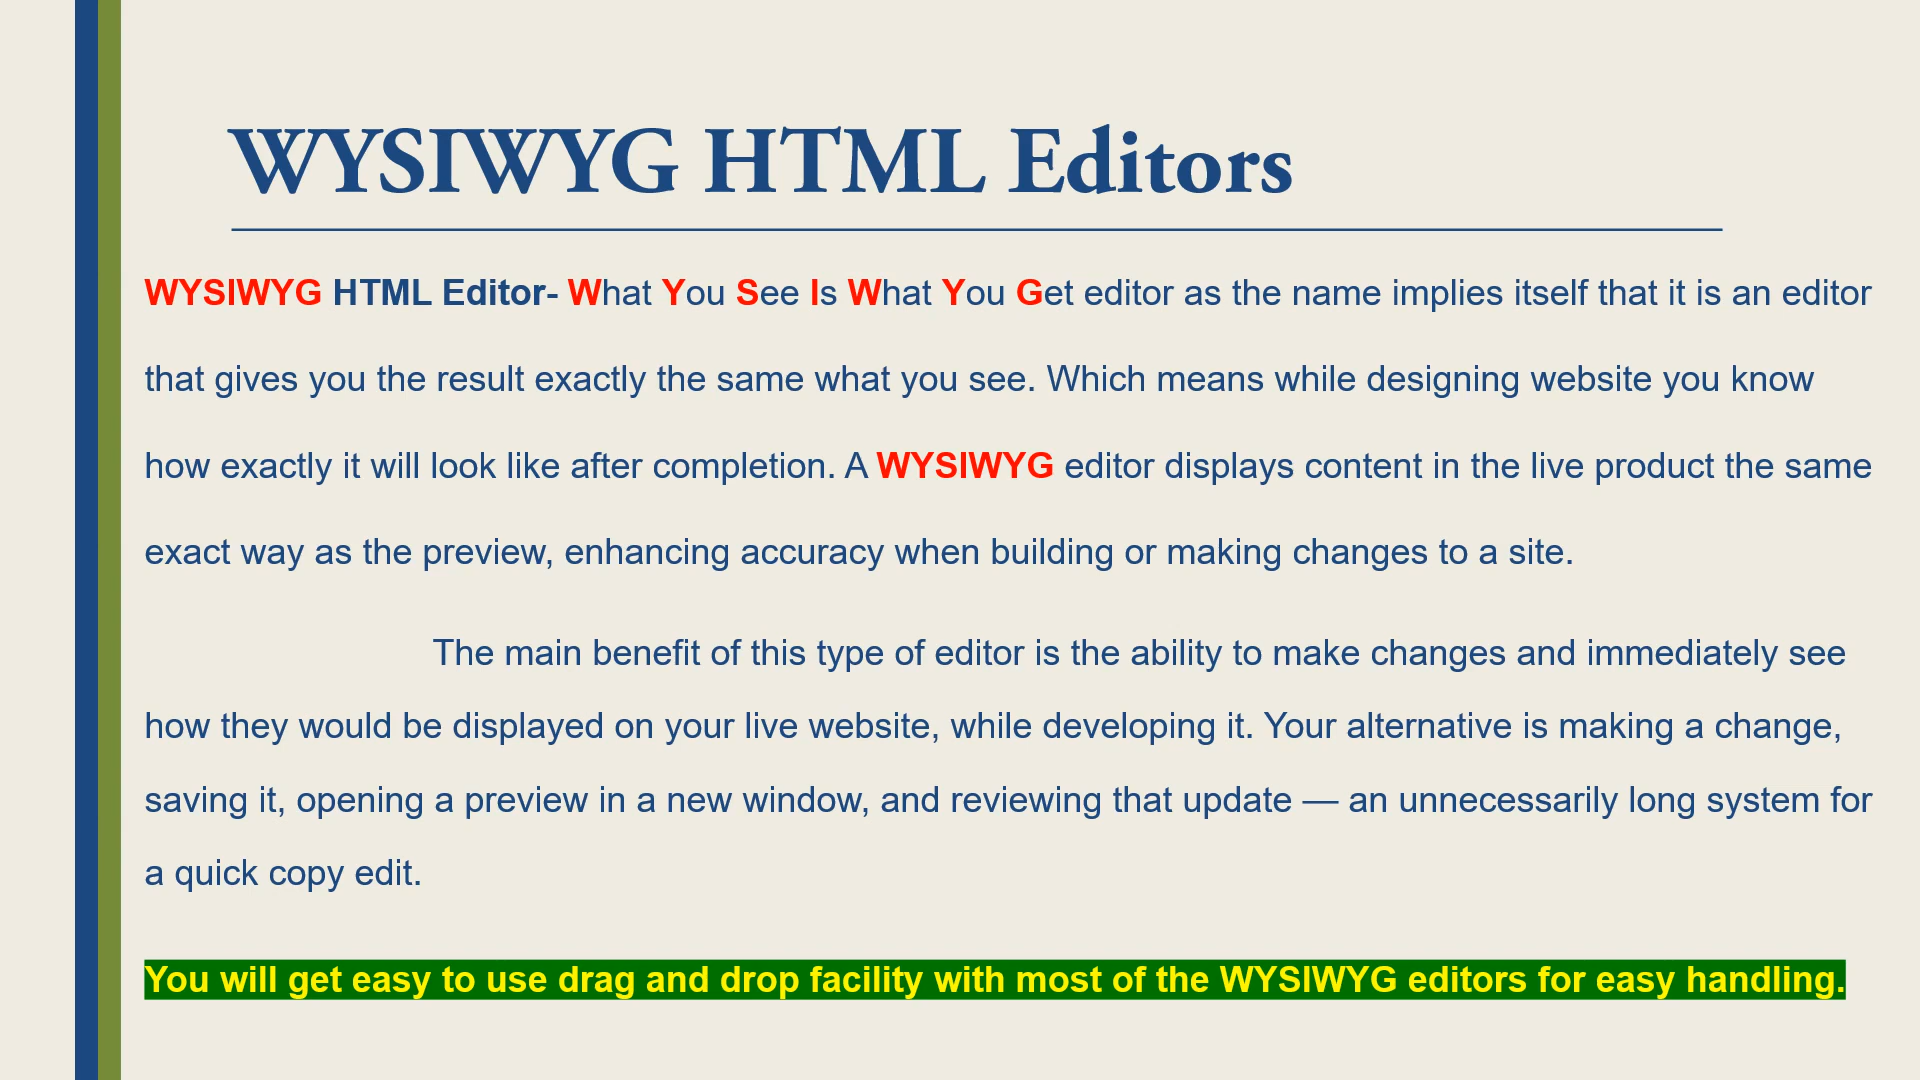 WYSIWYG HTML Editors
WYSIWYG HTML Editor- What You See Is What You Get editor as the name implies itself that it is an editor
that gives you the result exactly the same what you see. Which means while designing website you know
how exactly it will look like after completion. A WYSIWYG editor displays content in the live product the same
exact way as the preview, enhancing accuracy when building or making changes to a site.
The main benefit of this type of editor is the ability to make changes and immediately see
how they would be displayed on your live website, while developing it. Your alternative is making a change,
saving it, opening a preview in a new window, and reviewing that update — an unnecessarily long system for
a quick copy edit.
You will get easy to use drag and drop facility with most of the WYSIWYG editors for easy handling.